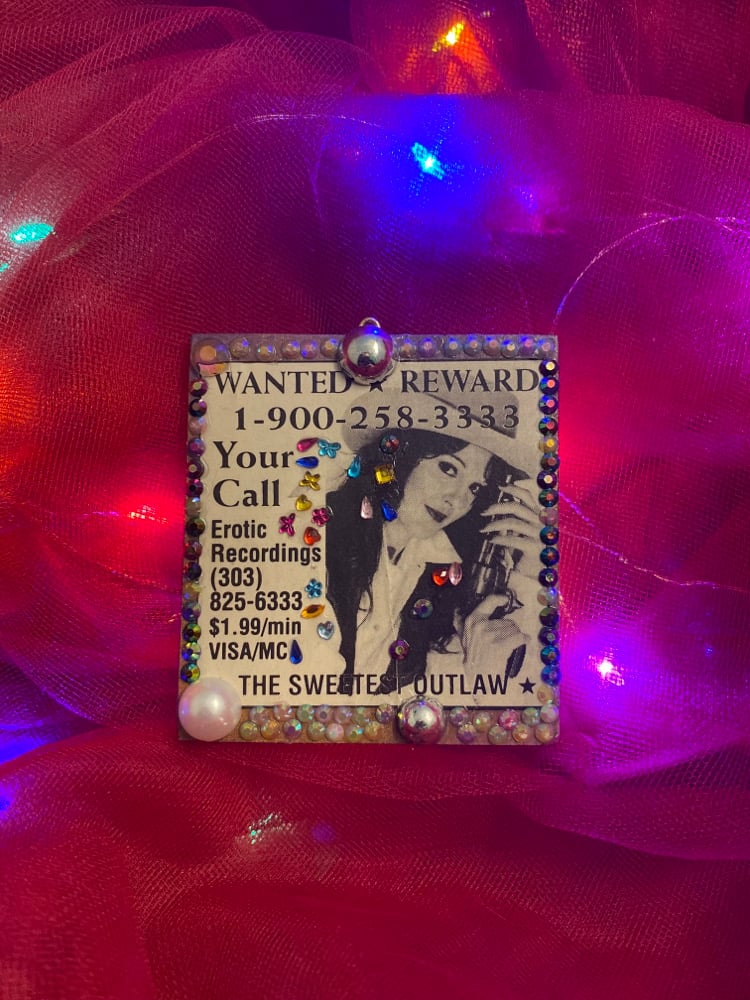 WANTED ★ REWARD
1-900-258-3333
Your
Call
Erotic
Recordings
(303)
825-6333
$1.99/min
VISA/MC
THE SWEETEST OUTLAW ★